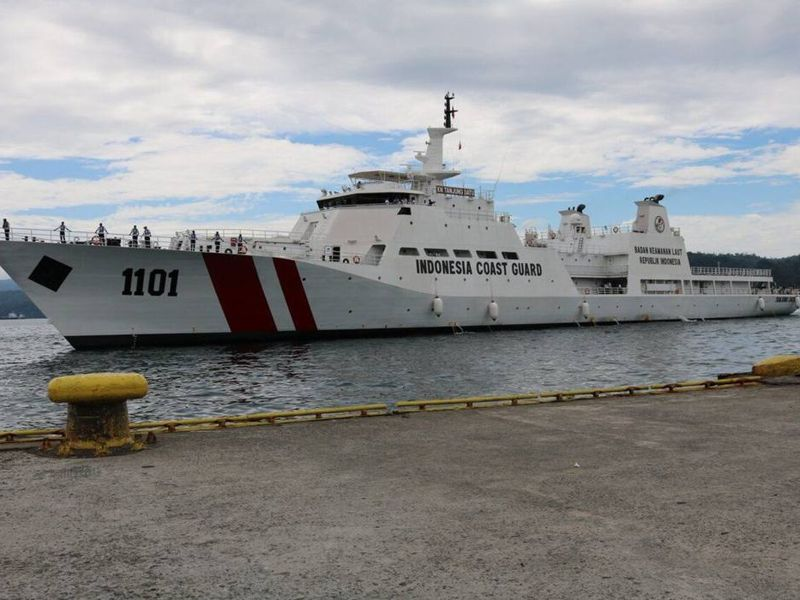 KN TANJUNG DATU
1101
INDONESIA COAST GUARD
BADAN KEAMANAN LAUT
REPUBLIK INDONESIA